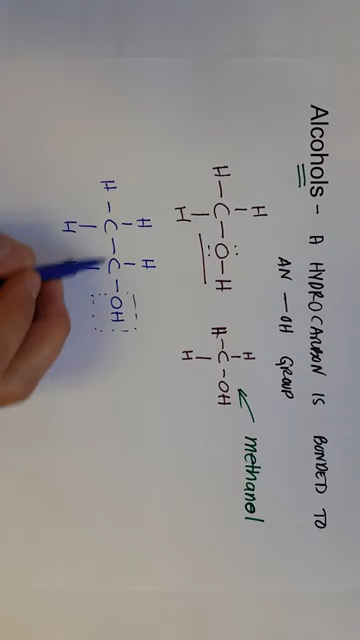 Alcohols - A HYDROCARBON IS BONDED TO
AN -OH GROUP
H
H-C-O-H
H
H
H-C-OH
H
methanol
H H
H-C-C-OH
H